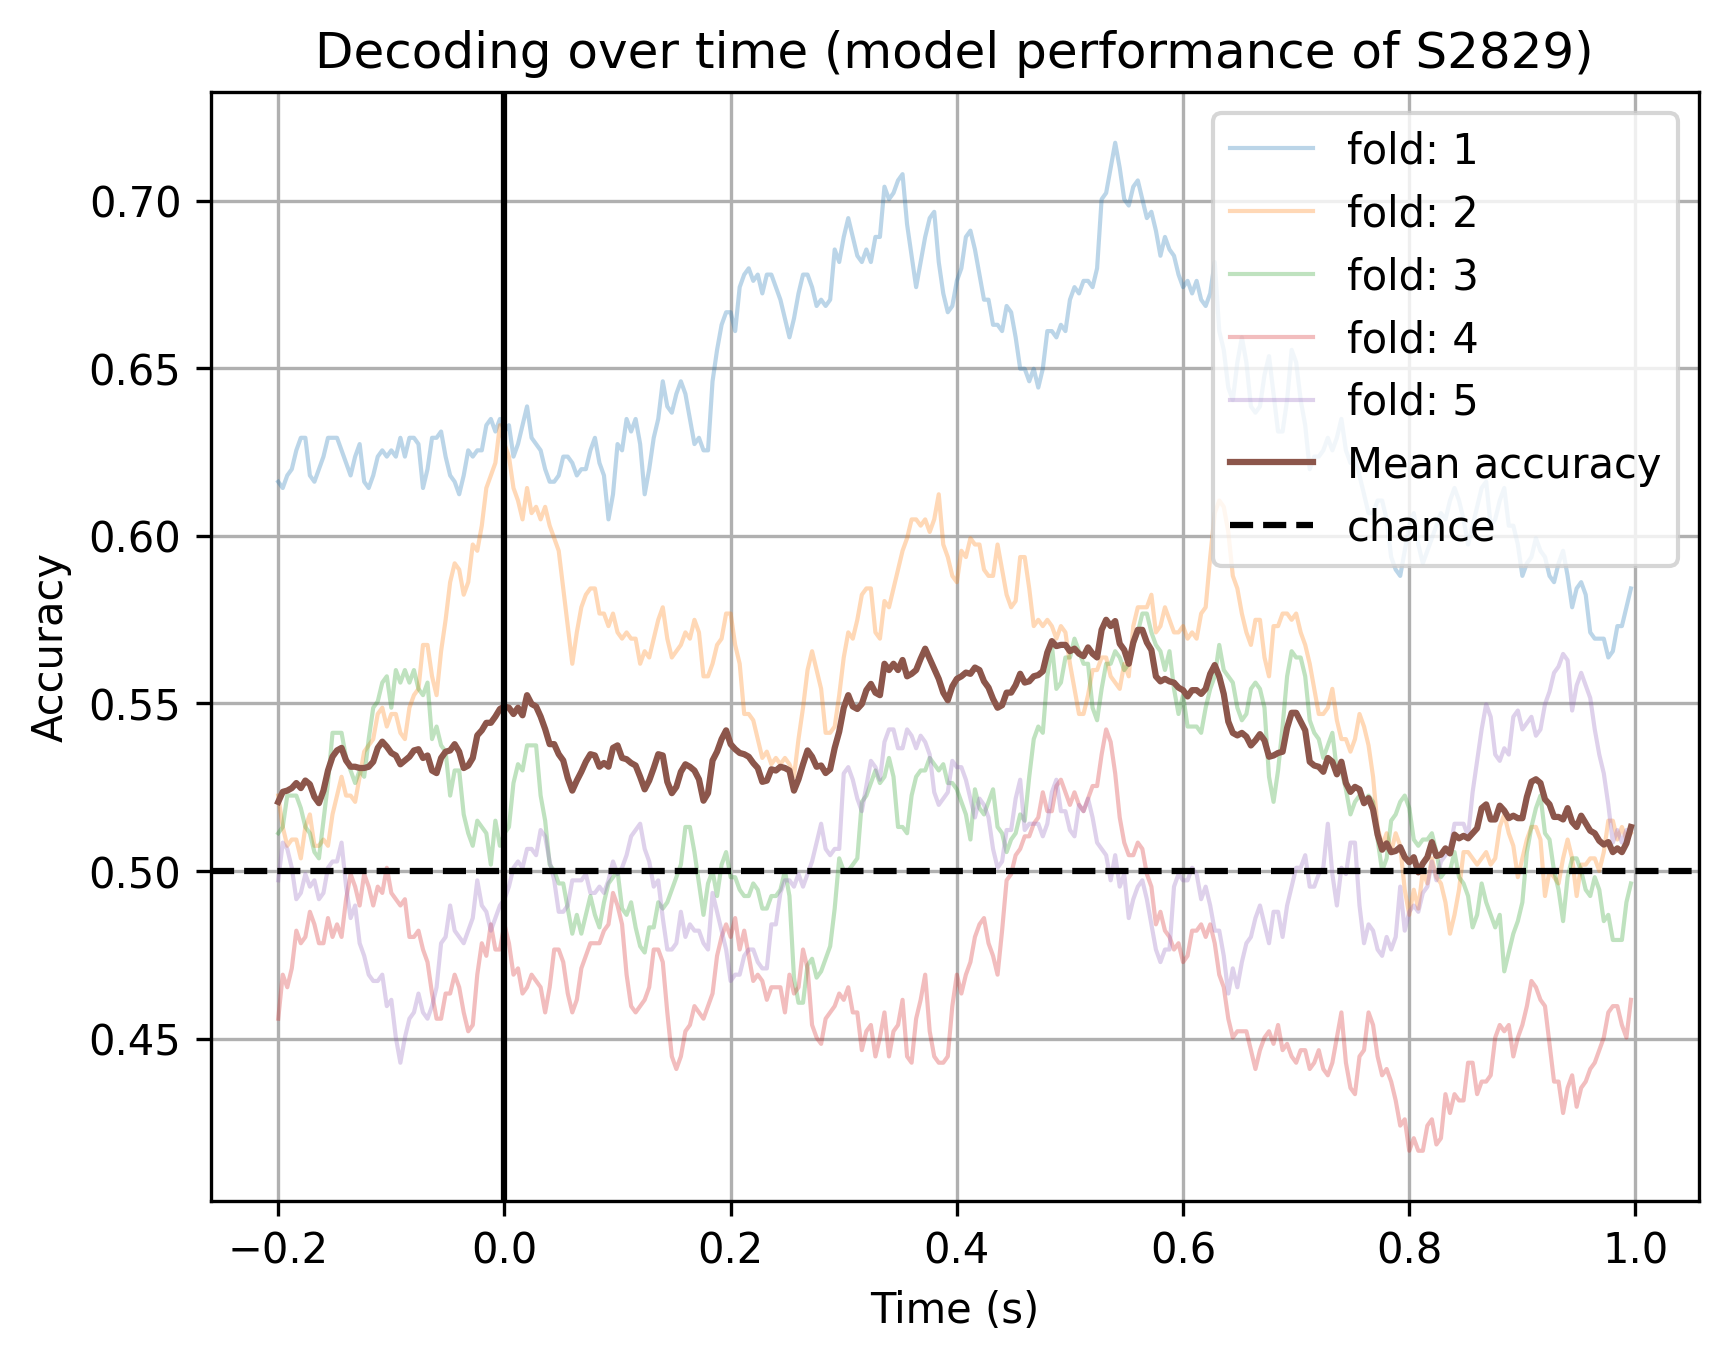 Decoding over time (model performance of S2829)
fold: 1
fold: 2
fold: 3
fold: 4
fold: 5
Mean accuracy
chance
Accuracy
0.70
0.65
0.60
0.55
0.50
0.45
−0.2 0.0 0.2 0.4 0.6 0.8 1.0
Time (s)